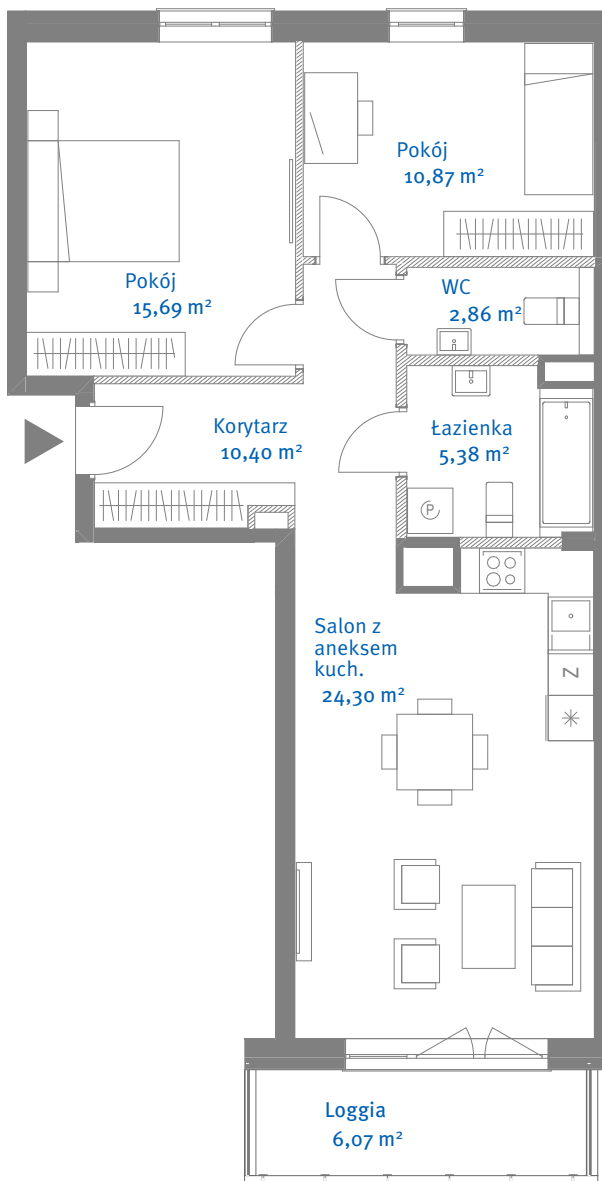 Pokój
10,87 m²
Pokój
15,69 m²
WC
2,86 m²
Korytarz
10,40 m²
Łazienka
5,38 m²
P
Salon z
aneksem
kuch.
24,30 m²
Z
Loggia
6,07 m²